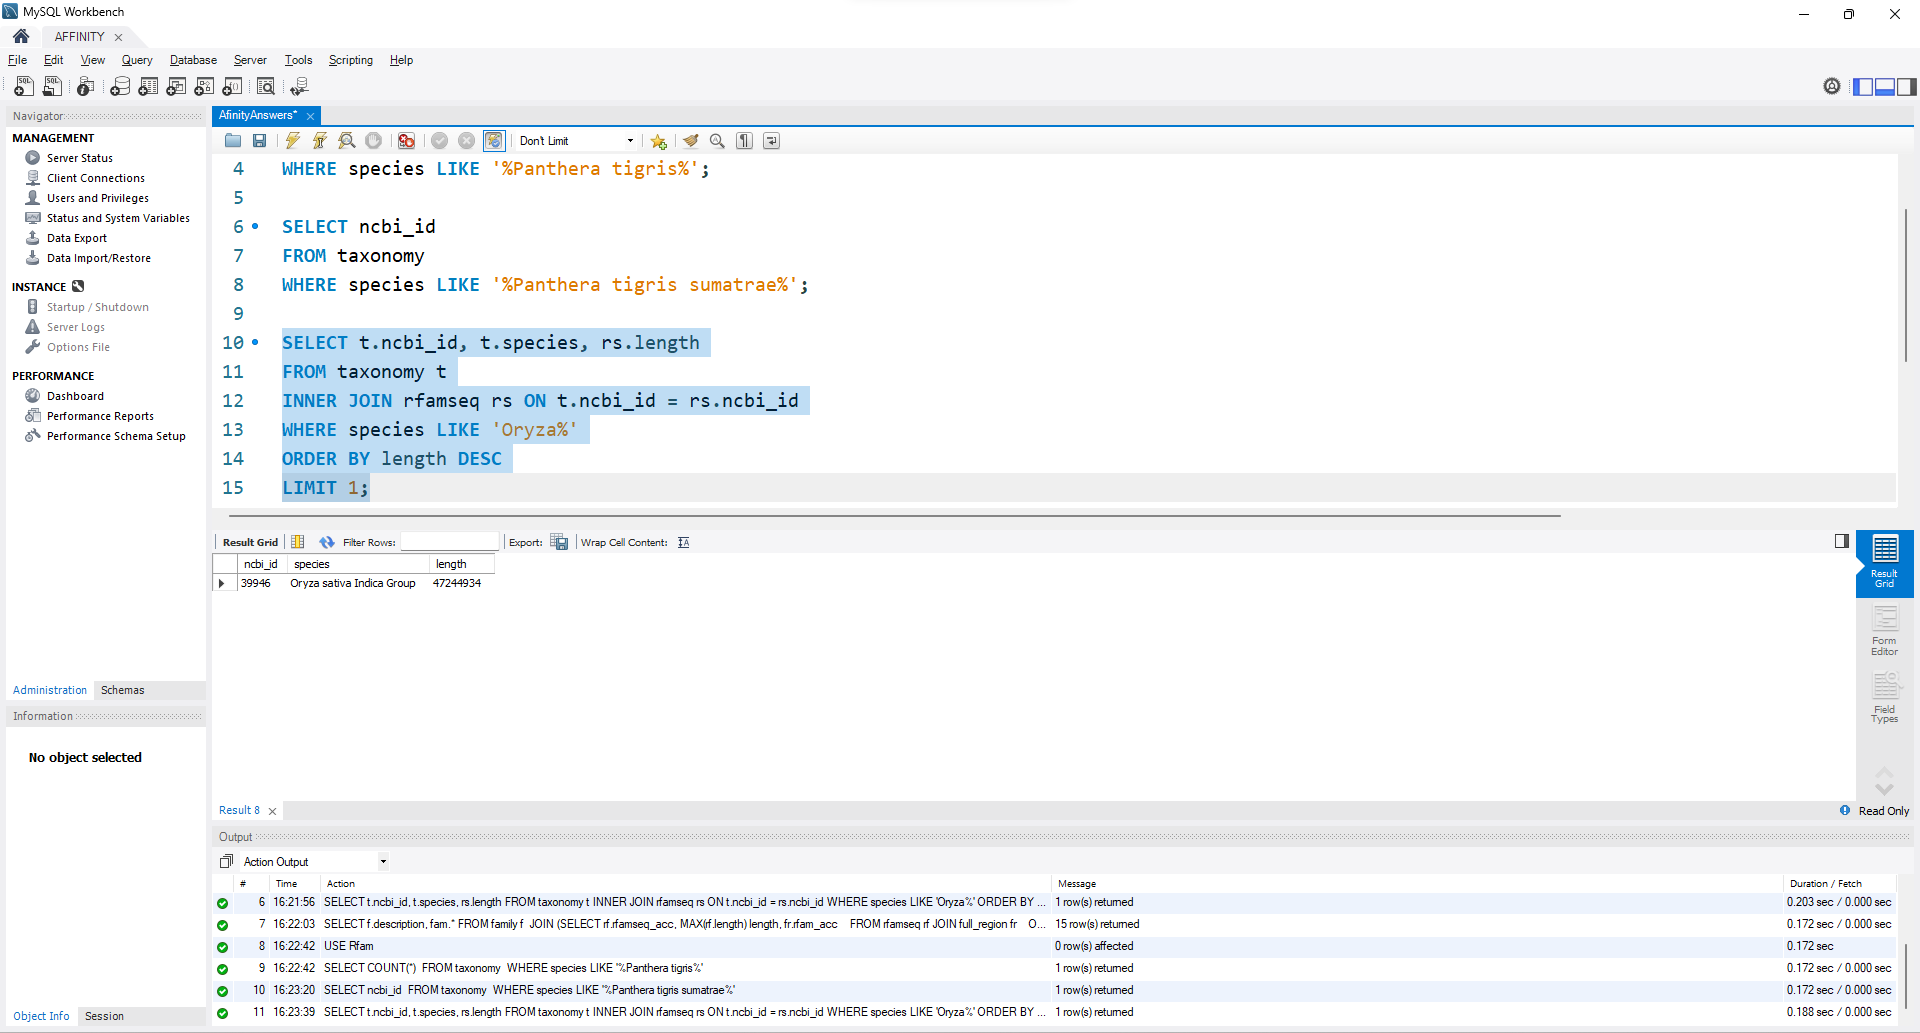 MySQL Workbench
AFFINITY
File Edit View Query Database Server Tools Scripting Help
Navigator
MANAGEMENT
Server Status
Client Connections
Users and Privileges
Status and System Variables
Data Export
Data Import/Restore
INSTANCE
Startup / Shutdown
Server Logs
Options File
PERFORMANCE
Dashboard
Performance Reports
Performance Schema Setup
Administration Schemas
Information
No object selected
Object Info Session
AfinityAnswers*
Don't Limit
4 WHERE species LIKE '%Panthera tigris%';
5
6 SELECT ncbi_id
7 FROM taxonomy
8 WHERE species LIKE '%Panthera tigris sumatrae%';
9
10 SELECT t.ncbi_id, t.species, rs.length
11 FROM taxonomy t
12 INNER JOIN rfamseq rs ON t.ncbi_id = rs.ncbi_id
13 WHERE species LIKE 'Oryza%'
14 ORDER BY length DESC
15 LIMIT 1;
Result Grid Filter Rows: Export: Wrap Cell Content:
ncbi_id species length
39946 Oryza sativa Indica Group 47244934
Result
Grid
Form
Editor
Field
Types
Result 8
Read Only
Output
Action Output
# Time Action Message Duration / Fetch
6 16:21:56 SELECT t.ncbi_id, t.species, rs.length FROM taxonomy t INNER JOIN rfamseq rs ON t.ncbi_id = rs.ncbi_id WHERE species LIKE 'Oryza%' ORDER BY ... 1 row(s) returned 0.203 sec / 0.000 sec
7 16:22:03 SELECT f.description, fam.* FROM family f JOIN (SELECT rf.rfamseq_acc, MAX(rf.length) length, fr.rfam_acc FROM rfamseq rf JOIN full_region fr O... 15 row(s) returned 0.172 sec / 0.000 sec
8 16:22:42 USE Rfam 0 row(s) affected 0.172 sec
9 16:22:42 SELECT COUNT(*) FROM taxonomy WHERE species LIKE '%Panthera tigris%' 1 row(s) returned 0.172 sec / 0.000 sec
10 16:23:20 SELECT ncbi_id FROM taxonomy WHERE species LIKE '%Panthera tigris sumatrae%' 1 row(s) returned 0.172 sec / 0.000 sec
11 16:23:39 SELECT t.ncbi_id, t.species, rs.length FROM taxonomy t INNER JOIN rfamseq rs ON t.ncbi_id = rs.ncbi_id WHERE species LIKE 'Oryza%' ORDER BY ... 1 row(s) returned 0.188 sec / 0.000 sec